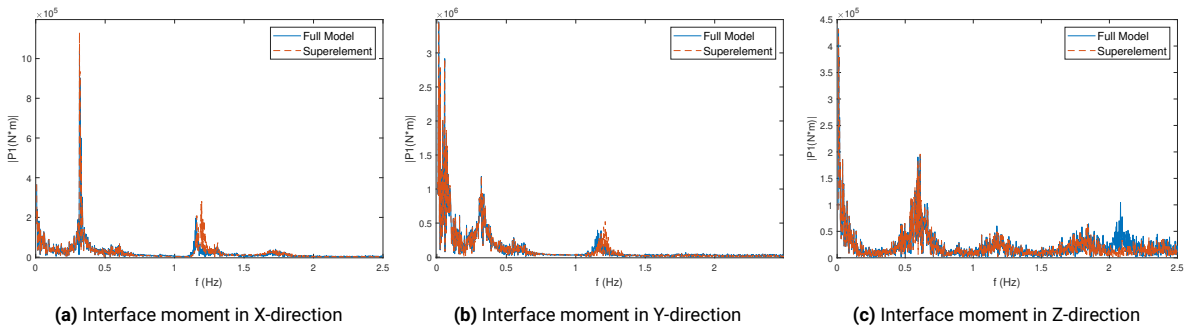 ×10⁵
10
8
6
4
2
0
|P1(N*m)|
0
0.5
1
1.5
2
2.5
f (Hz)
Full Model
Superelement
(a) Interface moment in X-direction
×10⁶
3.5
3
2.5
2
1.5
1
0.5
0
|P1(N*m)|
0
0.5
1
1.5
2
f (Hz)
Full Model
Superelement
(b) Interface moment in Y-direction
×10⁵
4.5
4
3.5
3
2.5
2
1.5
1
0.5
0
|P1(N*m)|
0
0.5
1
1.5
2
2.5
f (Hz)
Full Model
Superelement
(c) Interface moment in Z-direction